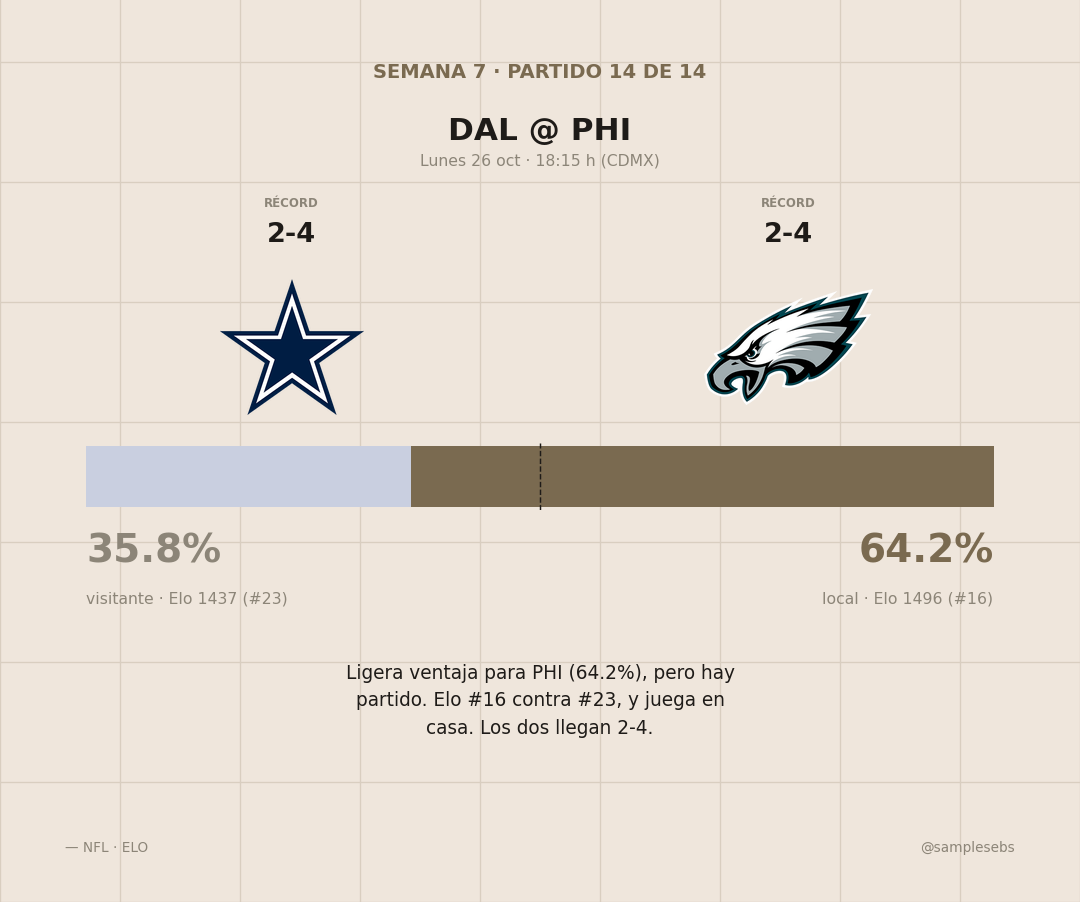 SEMANA 7 · PARTIDO 14 DE 14
DAL @ PHI
Lunes 26 oct · 18:15 h (CDMX)
RÉCORD
2-4
RÉCORD
2-4
35.8%
64.2%
visitante · Elo 1437 (#23)
local · Elo 1496 (#16)
Ligera ventaja para PHI (64.2%), pero hay
partido. Elo #16 contra #23, y juega en
casa. Los dos llegan 2-4.
— NFL · ELO
@samplesebs